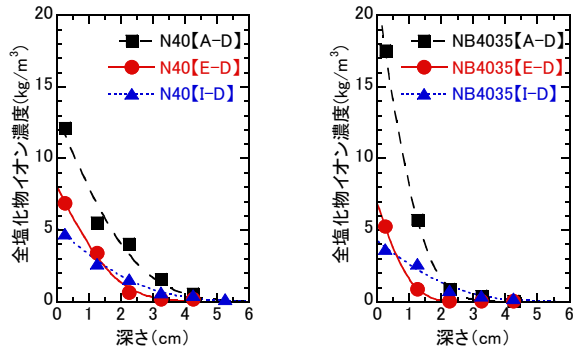 20
15
10
5
0
0 1 2 3 4 5 6
全塩化物イオン濃度(kg/m³)
深さ(cm)
N40【A-D】
N40【E-D】
N40【I-D】
20
15
10
5
0
0 1 2 3 4 5 6
全塩化物イオン濃度(kg/m³)
深さ(cm)
NB4035【A-D】
NB4035【E-D】
NB4035【I-D】